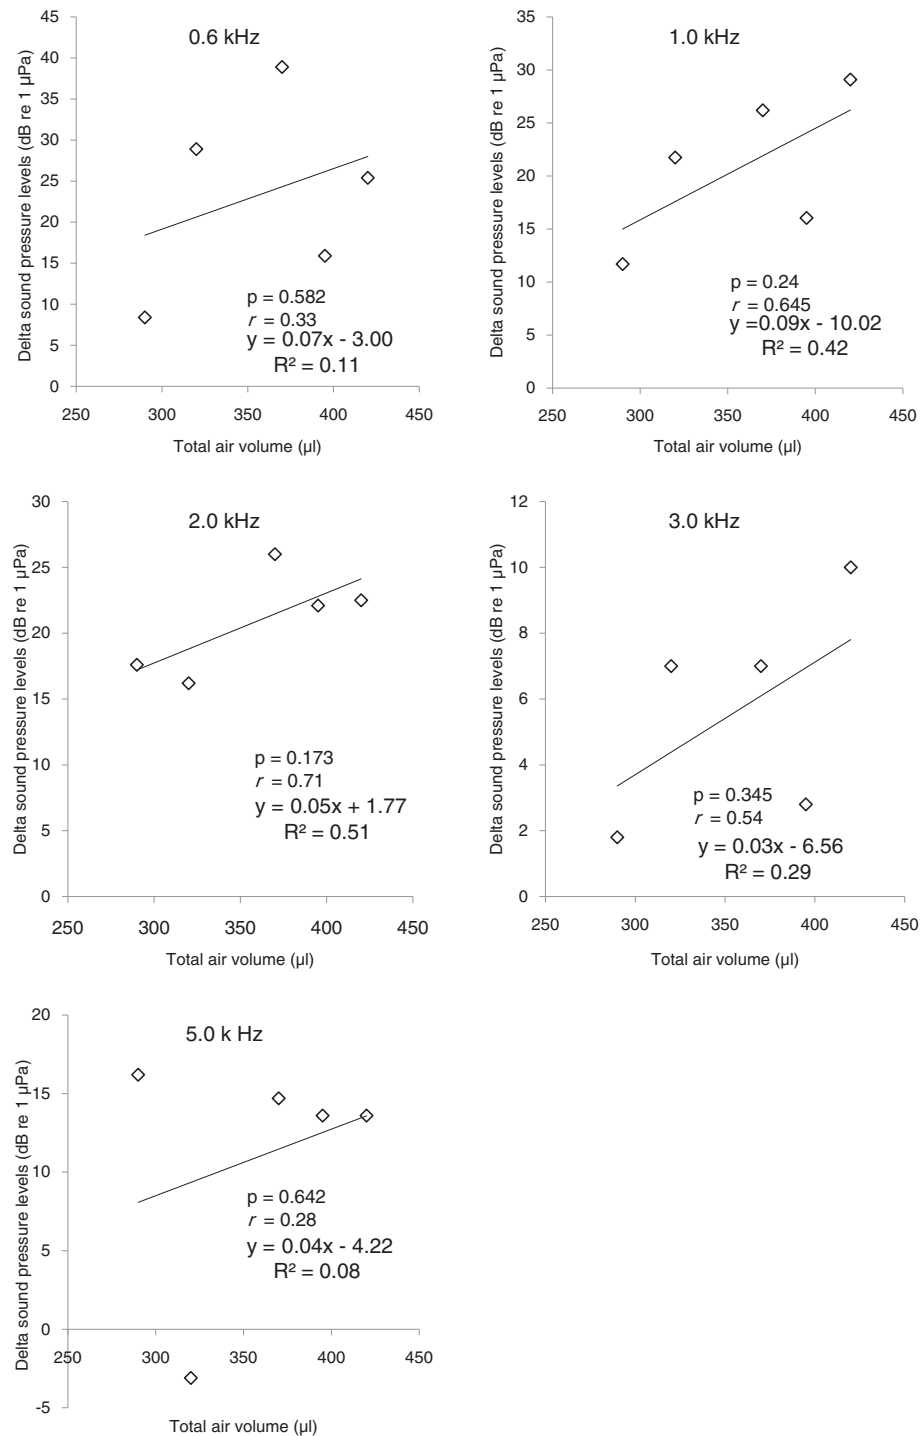 0.6 kHz
Delta sound pressure levels (dB re 1 µPa)
45
40
35
30
25
20
15
10
5
0
p = 0.582
r = 0.33
y = 0.07x - 3.00
R² = 0.11
250 300 350 400 450
Total air volume (µl)
1.0 kHz
Delta sound pressure levels (dB re 1 µPa)
35
30
25
20
15
10
5
0
p = 0.24
r = 0.645
y =0.09x - 10.02
R² = 0.42
250 300 350 400 450
Total air volume (µl)
2.0 kHz
Delta sound pressure levels (dB re 1 µPa)
30
25
20
15
10
5
0
p = 0.173
r = 0.71
y = 0.05x + 1.77
R² = 0.51
250 300 350 400 450
Total air volume (µl)
3.0 kHz
Delta sound pressure levels (dB re 1 µPa)
12
10
8
6
4
2
0
p = 0.345
r = 0.54
y = 0.03x - 6.56
R² = 0.29
250 300 350 400 450
Total air volume (µl)
5.0 k Hz
Delta sound pressure levels (dB re 1 µPa)
20
15
10
5
0
-5
p = 0.642
r = 0.28
y = 0.04x - 4.22
R² = 0.08
250 300 350 400 450
Total air volume (µl)